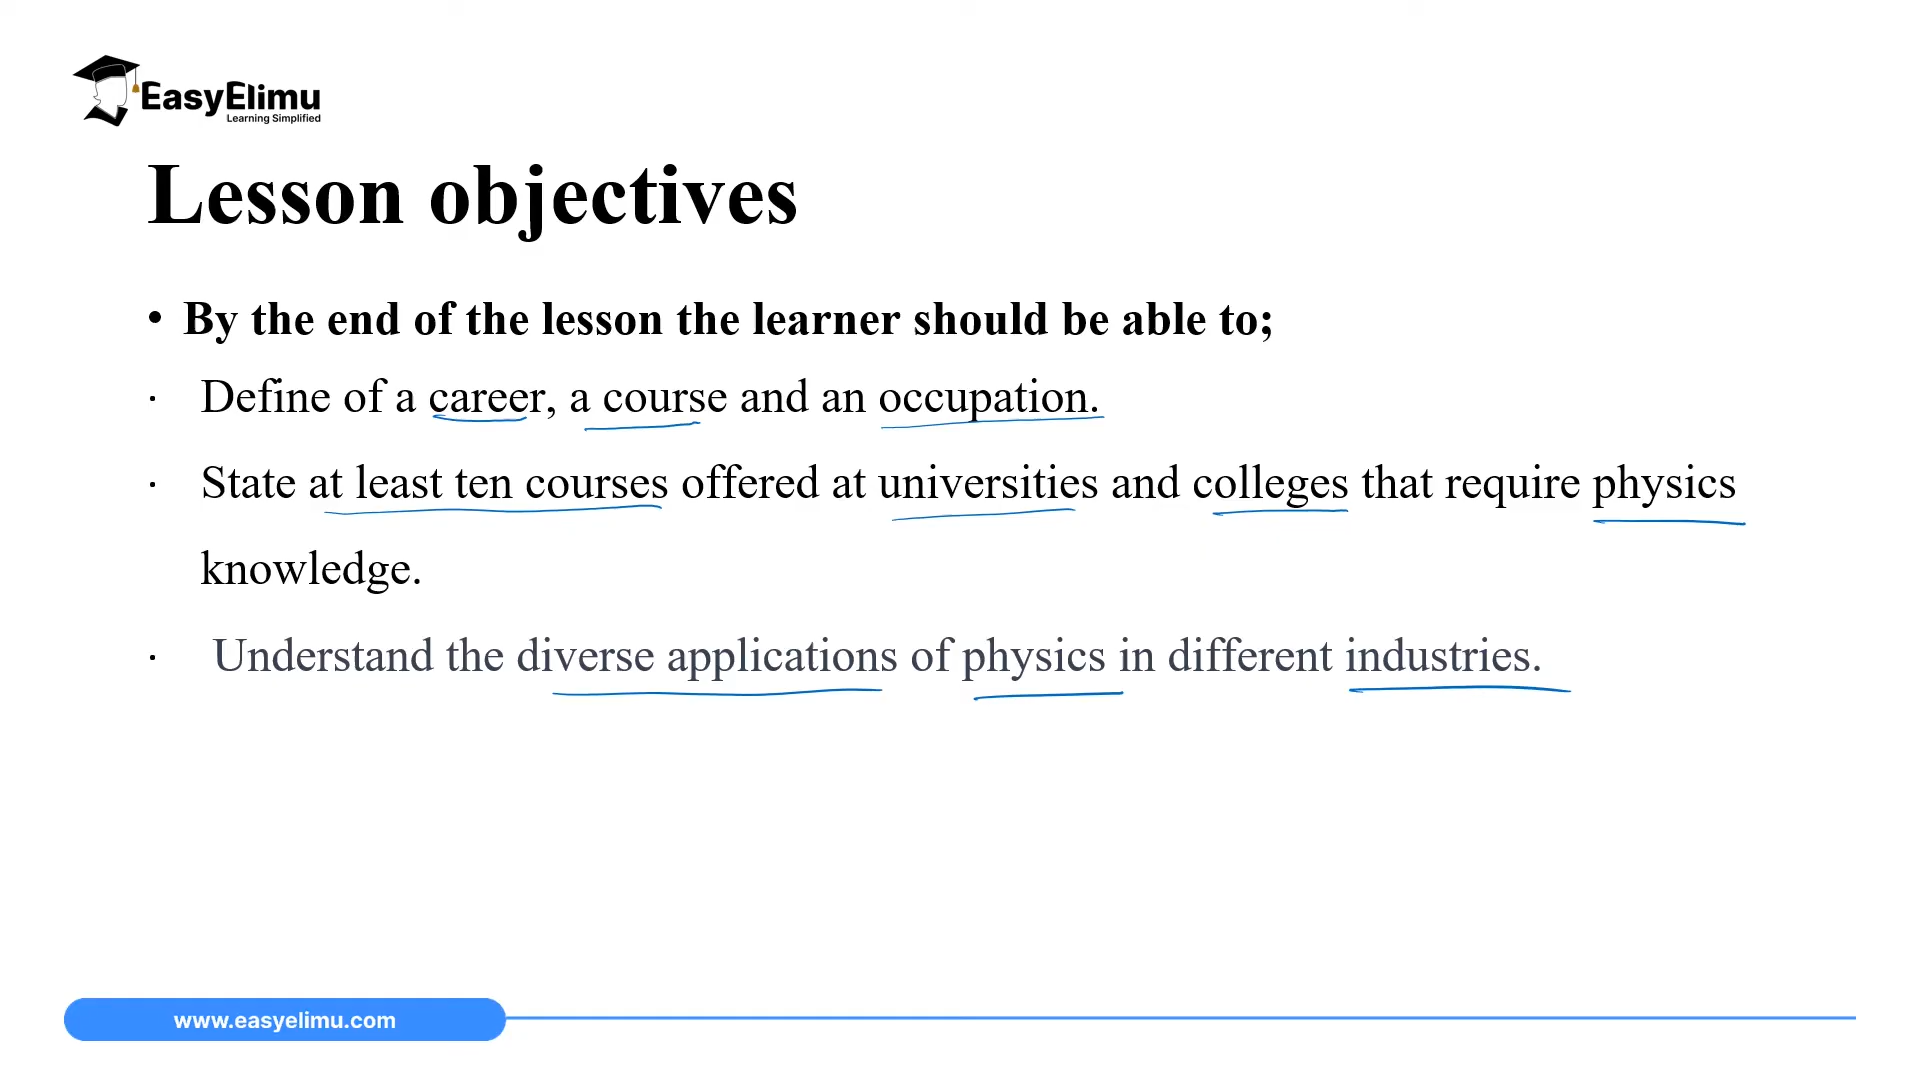 EasyElimu
Learning Simplified
Lesson objectives
• By the end of the lesson the learner should be able to;
· Define of a career, a course and an occupation.
· State at least ten courses offered at universities and colleges that require physics
knowledge.
· Understand the diverse applications of physics in different industries.
www.easyelimu.com